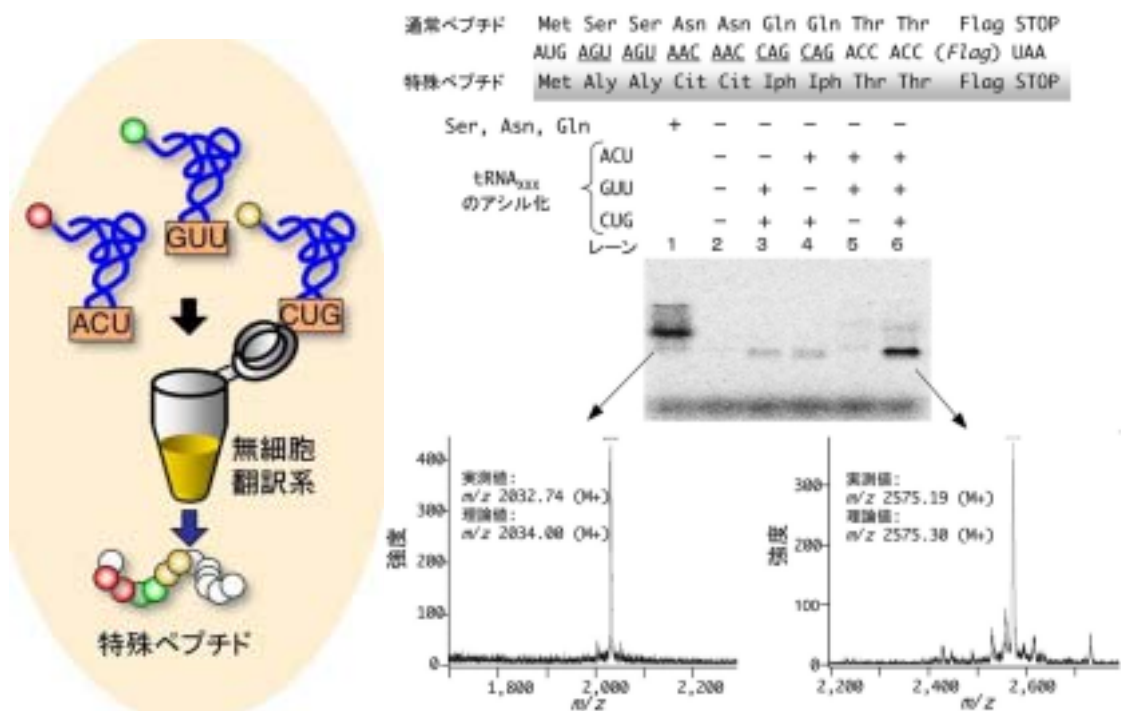 GUU
ACU
CUG
無細胞
翻訳系
特殊ペプチド
通常ペプチド Met Ser Ser Asn Asn Gln Gln Thr Thr Flag STOP
AUG AGU AGU AAC AAC CAG CAG ACC ACC (Flag) UAA
特殊ペプチド Met Aly Aly Cit Cit Iph Iph Thr Thr Flag STOP
Ser, Asn, Gln + − − − − −
tRNAxxx
のアシル化
ACU − − + + +
GUU − + − + +
CUG − + + − +
レーン 1 2 3 4 5 6
強度
400
300
200
100
0
実測値:
m/z 2032.74 (M+)
理論値:
m/z 2034.00 (M+)
1,800 2,000 2,200
m/z
強度
300
200
100
0
実測値:
m/z 2575.19 (M+)
理論値:
m/z 2575.30 (M+)
2,200 2,400 2,600
m/z